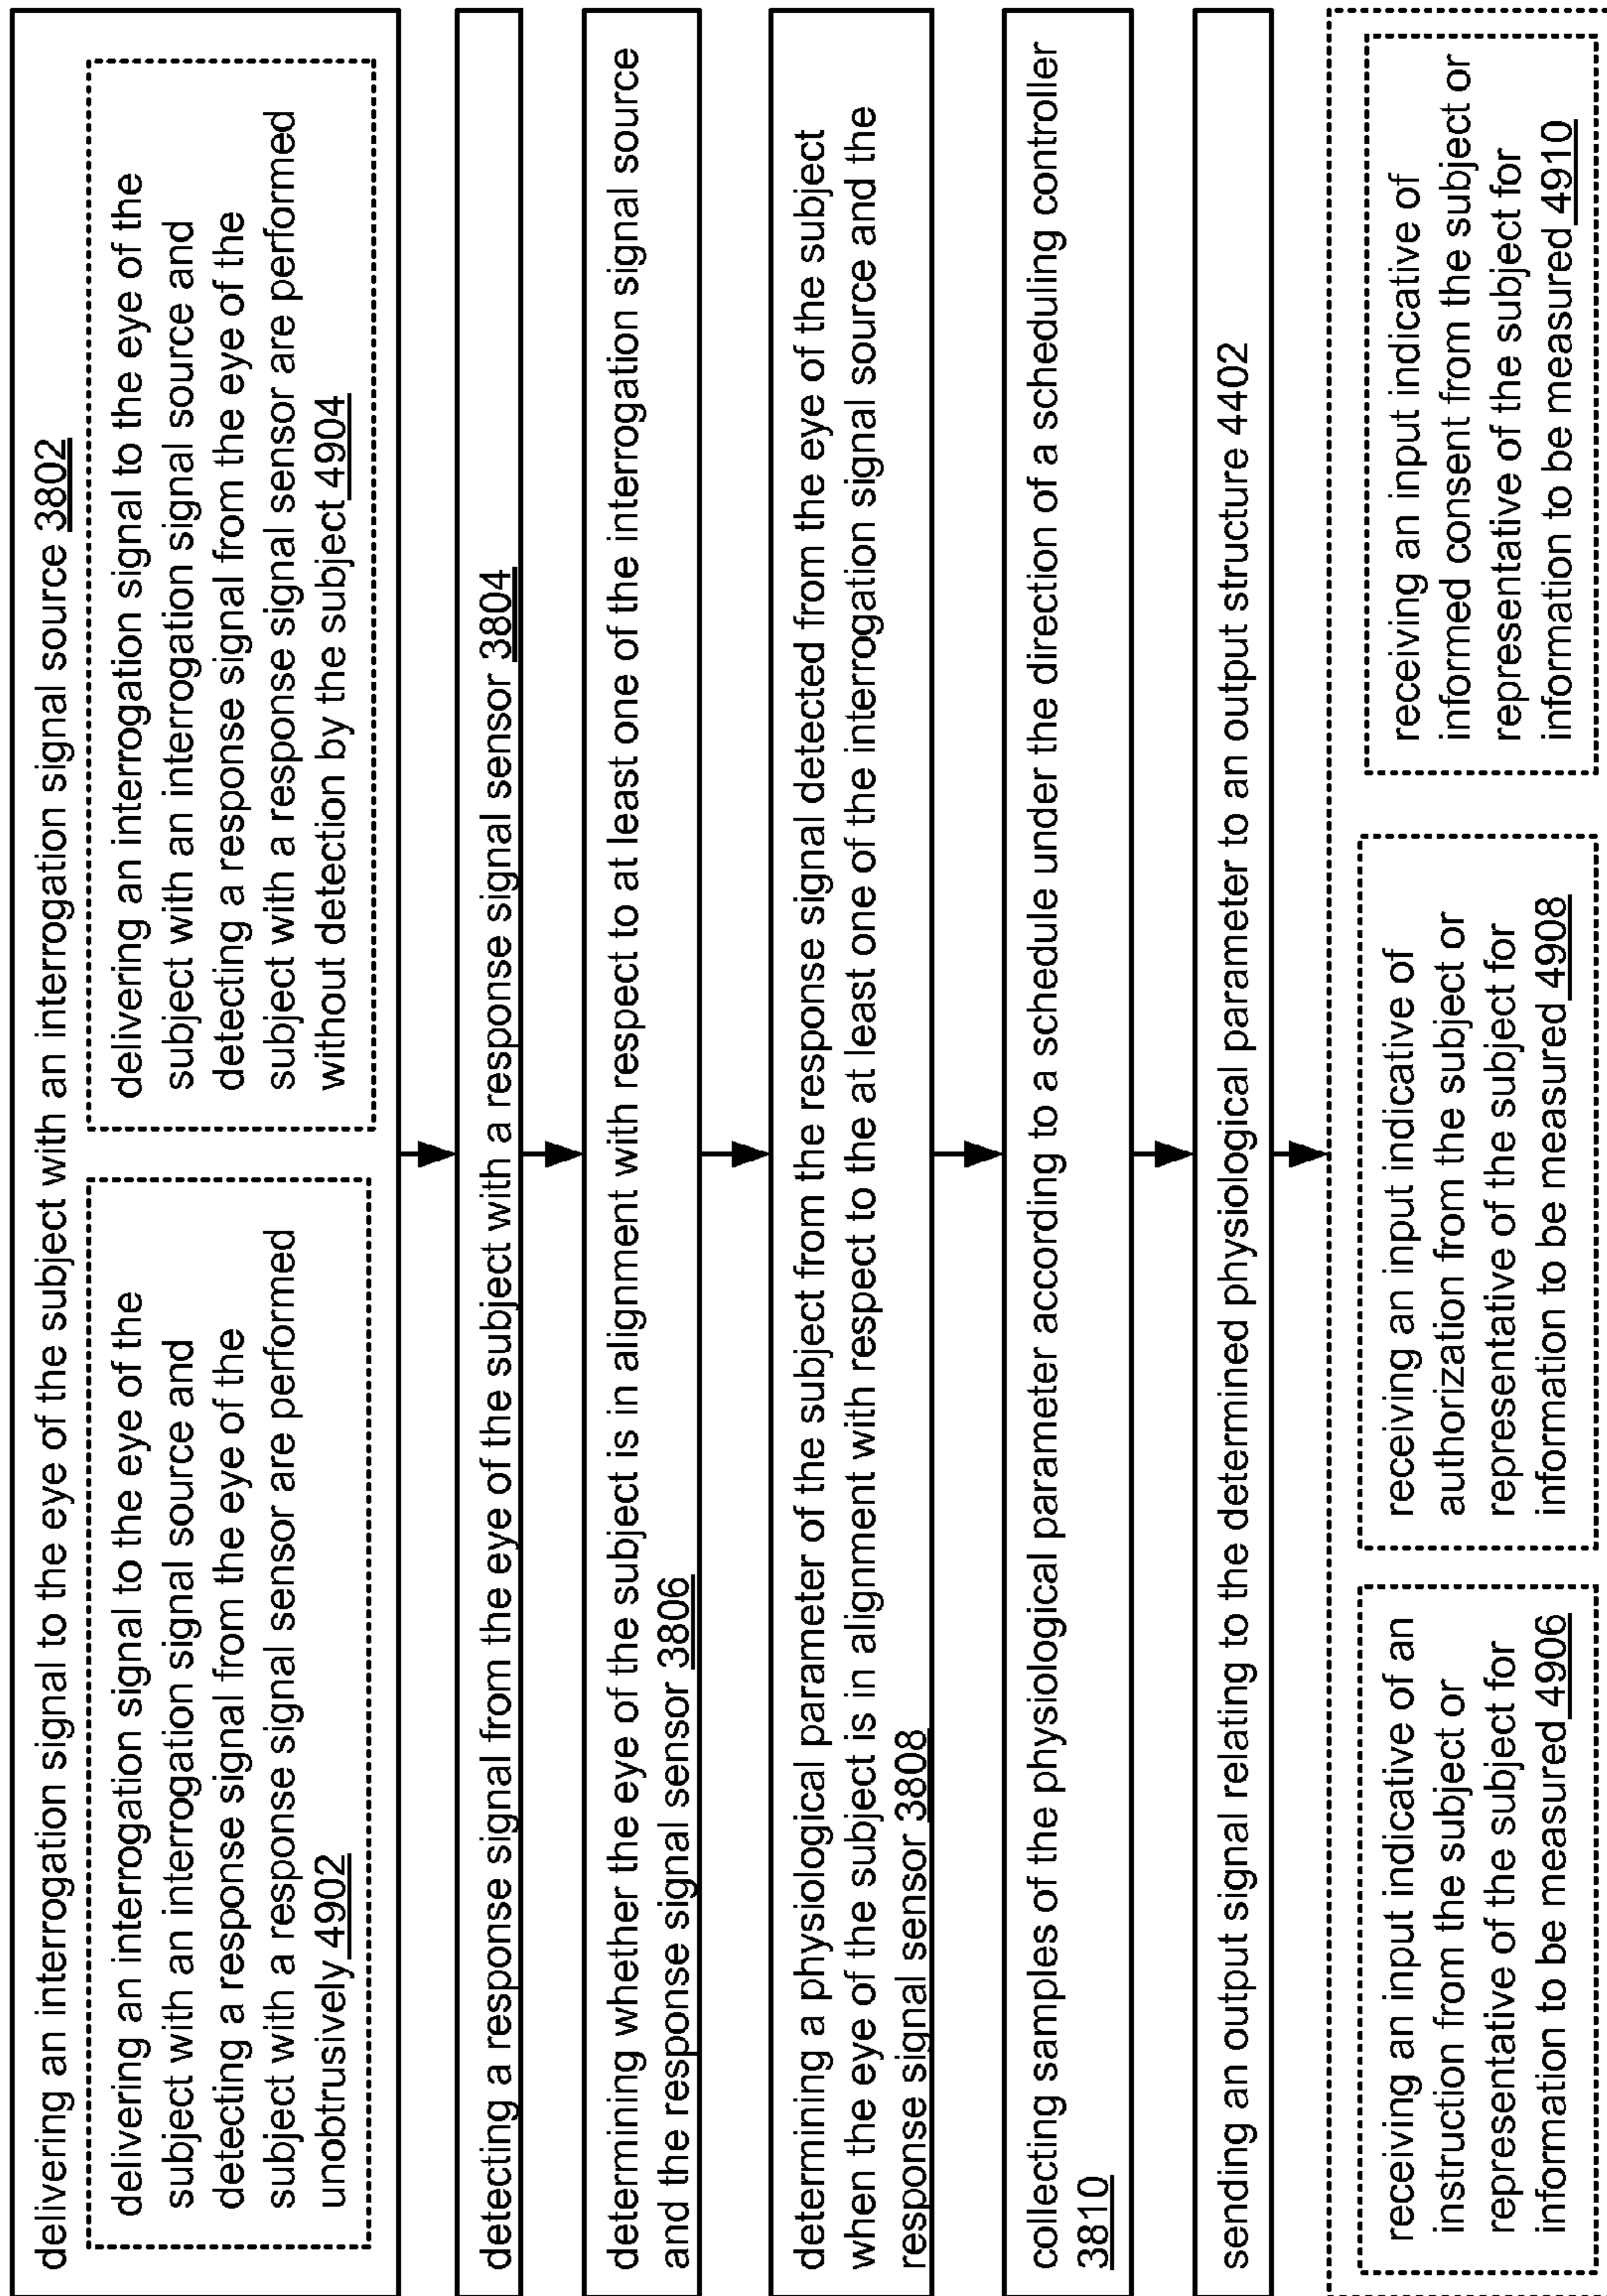 delivering an interrogation signal to the eye of the subject with an interrogation signal source 3802
delivering an interrogation signal to the eye of the
subject with an interrogation signal source and
detecting a response signal from the eye of the
subject with a response signal sensor are performed
unobtrusively 4902
delivering an interrogation signal to the eye of the
subject with an interrogation signal source and
detecting a response signal from the eye of the
subject with a response signal sensor are performed
without detection by the subject 4904
detecting a response signal from the eye of the subject with a response signal sensor 3804
determining whether the eye of the subject is in alignment with respect to at least one of the interrogation signal source
and the response signal sensor 3806
determining a physiological parameter of the subject from the response signal detected from the eye of the subject
when the eye of the subject is in alignment with respect to the at least one of the interrogation signal source and the
response signal sensor 3808
collecting samples of the physiological parameter according to a schedule under the direction of a scheduling controller
3810
sending an output signal relating to the determined physiological parameter to an output structure 4402
receiving an input indicative of an
instruction from the subject or
representative of the subject for
information to be measured 4906
receiving an input indicative of
authorization from the subject or
representative of the subject for
information to be measured 4908
receiving an input indicative of
informed consent from the subject or
representative of the subject for
information to be measured 4910